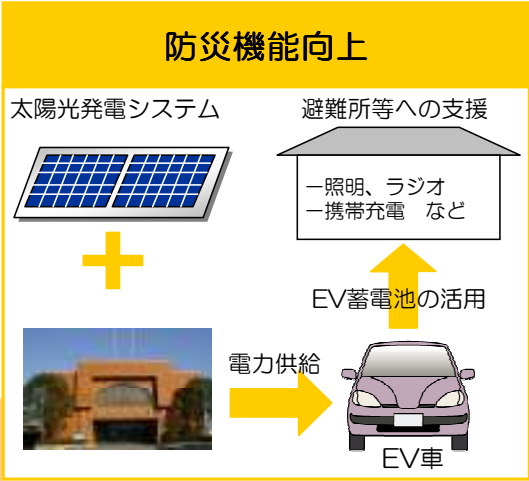 防災機能向上
太陽光発電システム
避難所等への支援
ー照明、ラジオ
ー携帯充電　など
EV蓄電池の活用
電力供給
EV車